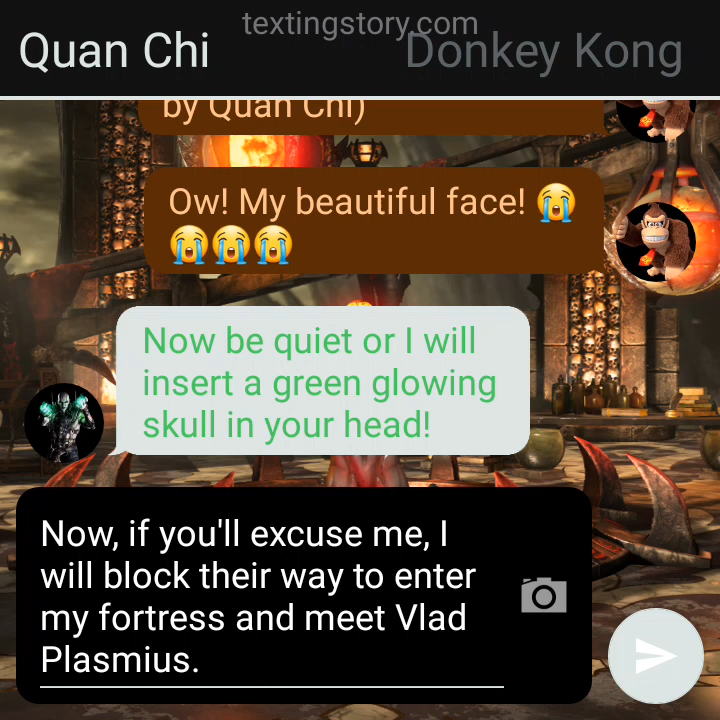 textingstory.com
Quan Chi
Donkey Kong
by Quan Chi)
Ow! My beautiful face! 😭
😭😭😭
Now be quiet or I will
insert a green glowing
skull in your head!
Now, if you'll excuse me, I
will block their way to enter
my fortress and meet Vlad
Plasmius.